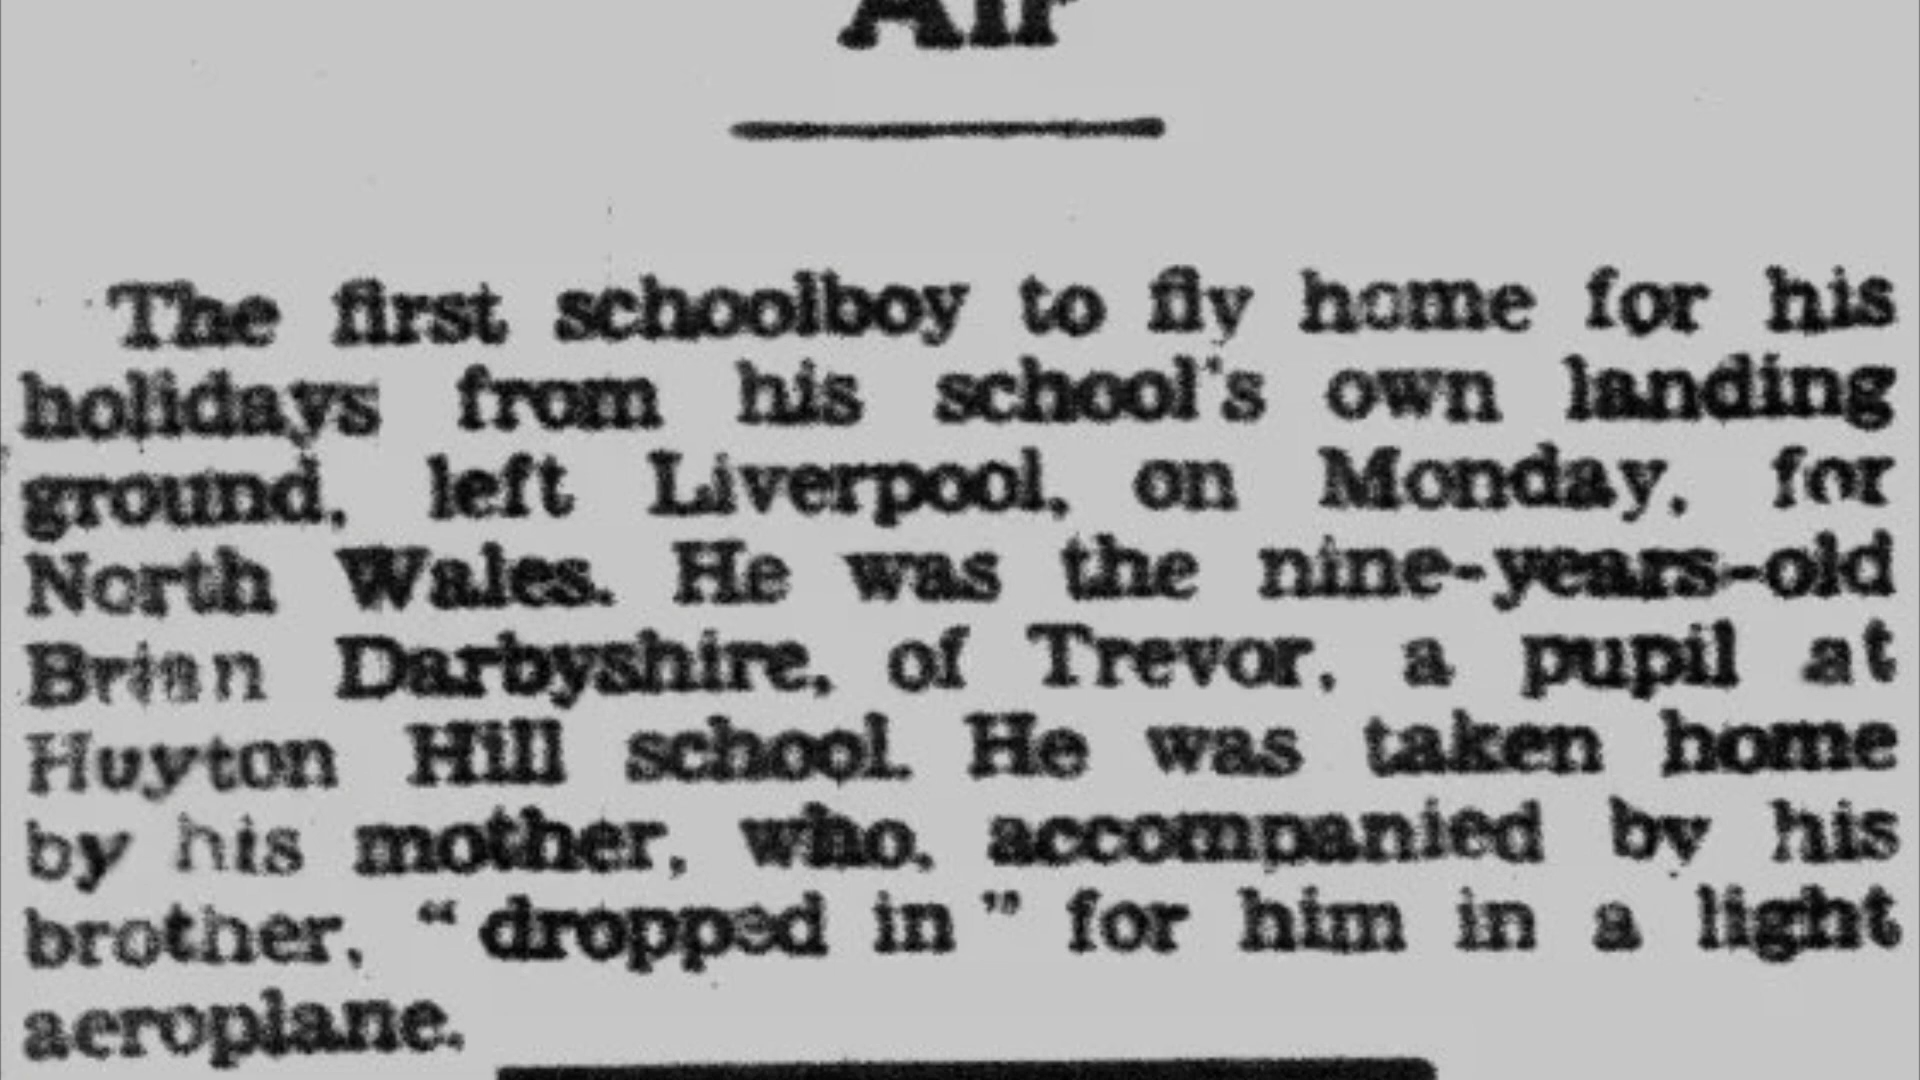 Air
The first schoolboy to fly home for his
holidays from his school's own landing
ground, left Liverpool, on Monday, for
North Wales. He was the nine-years-old
Brian Darbyshire, of Trevor, a pupil at
Huyton Hill school. He was taken home
by his mother, who, accompanied by his
brother, “dropped in” for him in a light
aeroplane.